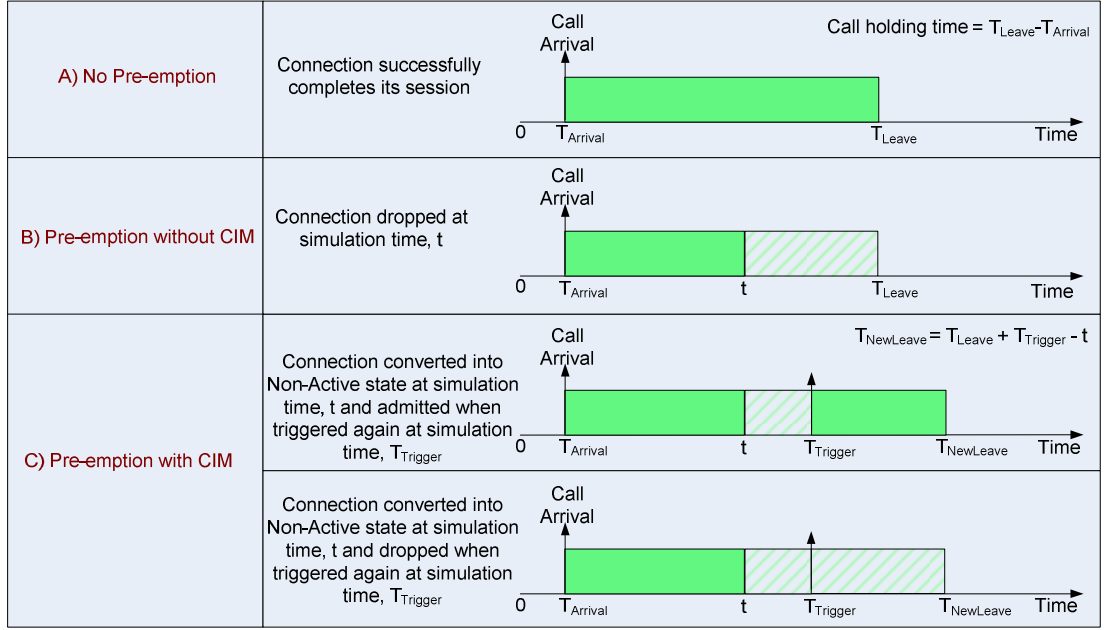 A) No Pre-emption
Connection successfully
completes its session
Call
Arrival
Call holding time = TLeave-TArrival
0
TArrival
TLeave
Time
B) Pre-emption without CIM
Connection dropped at
simulation time, t
Call
Arrival
0
TArrival
t
TLeave
Time
C) Pre-emption with CIM
Connection converted into
Non-Active state at simulation
time, t and admitted when
triggered again at simulation
time, TTrigger
Call
Arrival
TNewLeave = TLeave + TTrigger - t
0
TArrival
t
TTrigger
TNewLeave
Time
Connection converted into
Non-Active state at simulation
time, t and dropped when
triggered again at simulation
time, TTrigger
Call
Arrival
0
TArrival
t
TTrigger
TNewLeave
Time